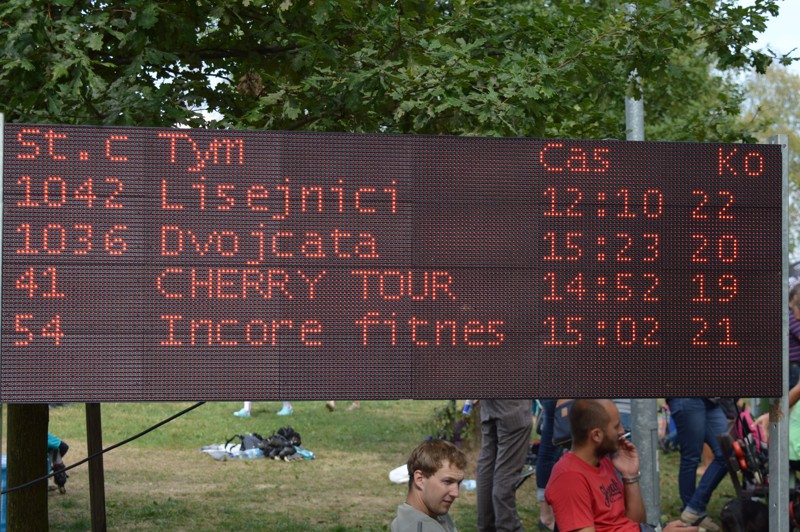 St.c Tym Cas Ko
1042 Lisejnici 12:10 22
1036 Dvojcata 15:23 20
41 CHERRY TOUR 14:52 19
54 Incore fitnes 15:02 21